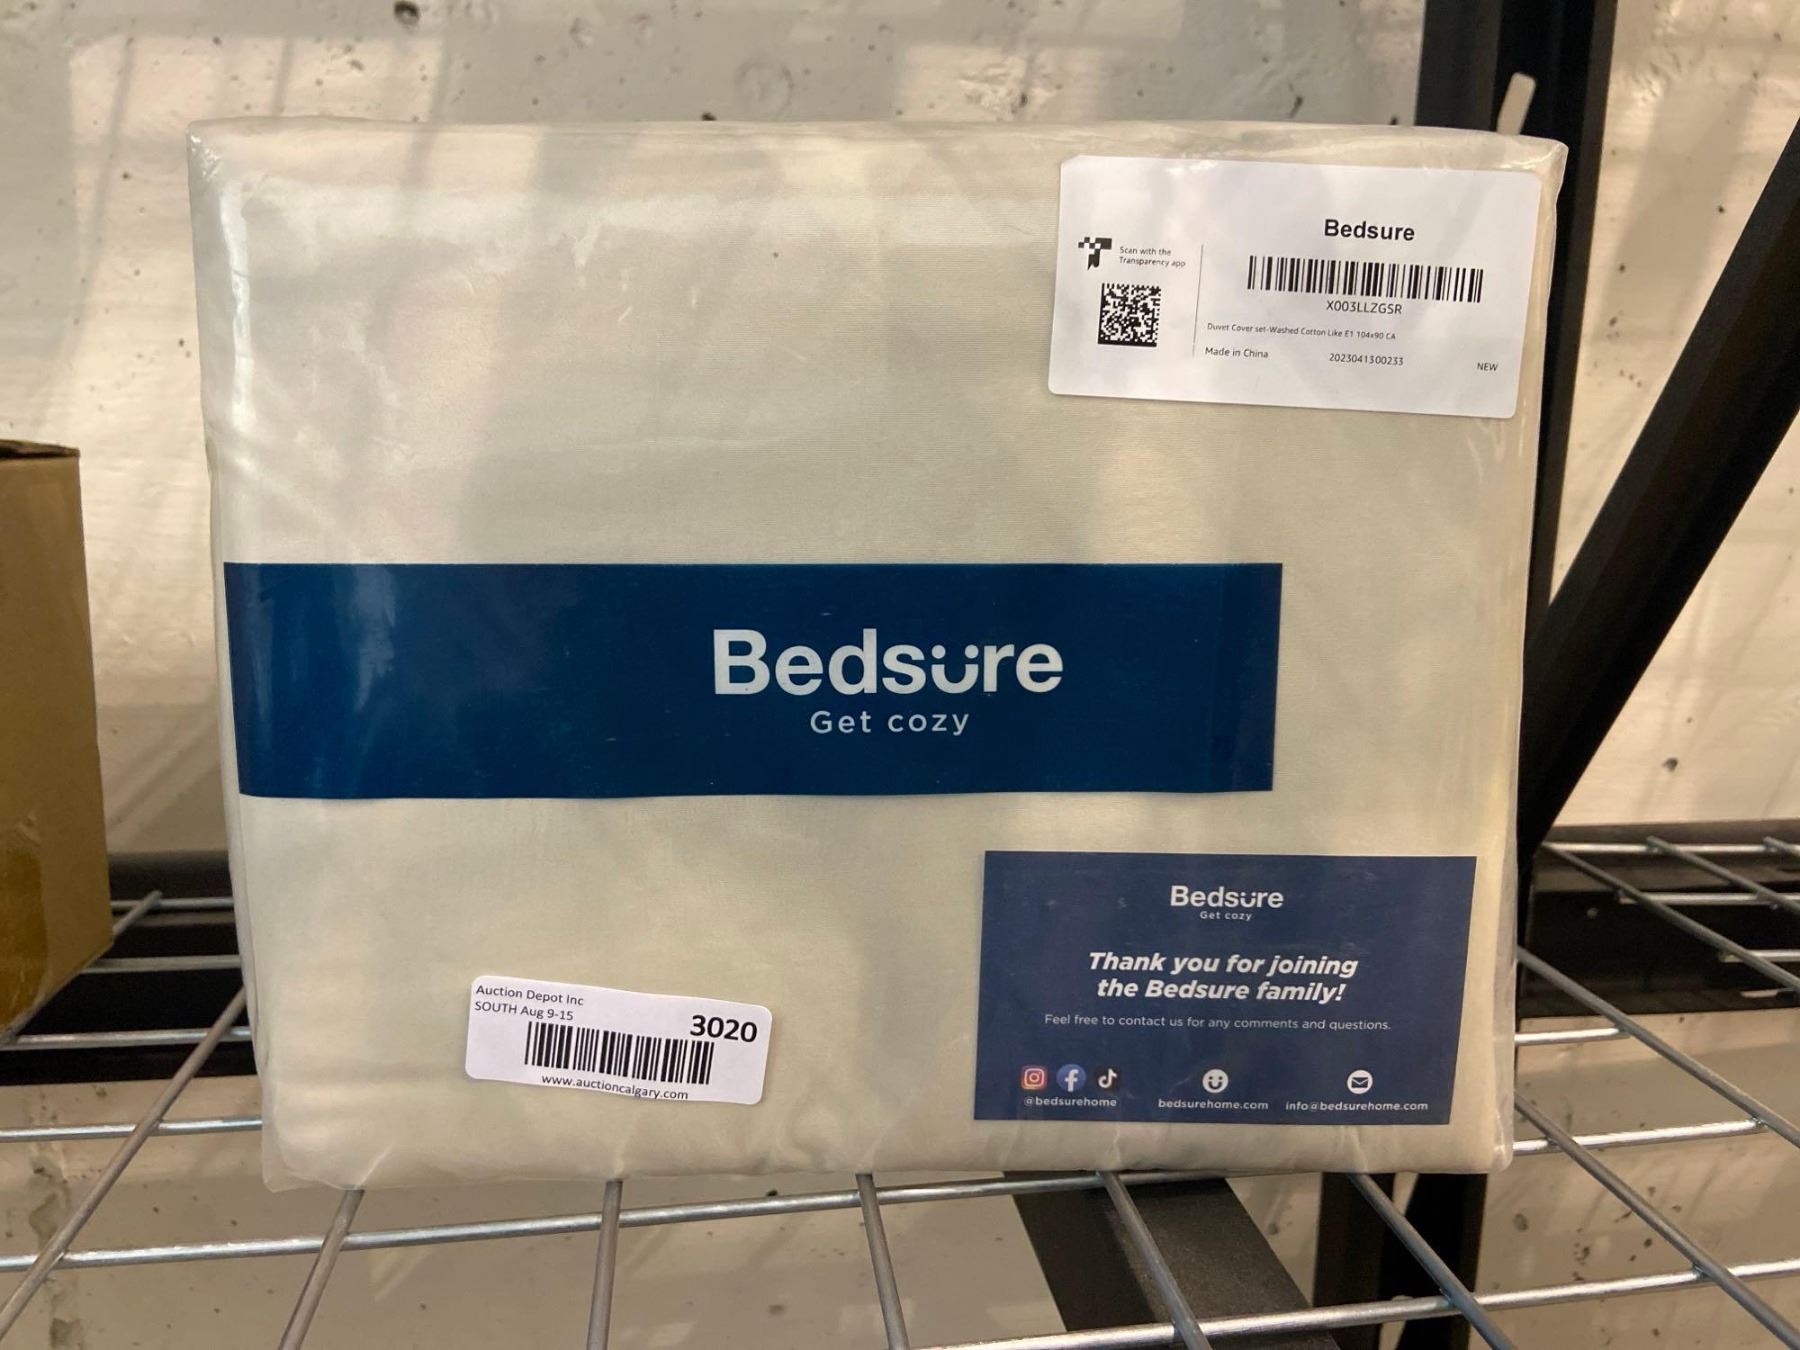 Bedsure
Scan with the
Transparency app
X003LLZGSR
Duvet Cover set-Washed Cotton Like E1 104x90 CA
Made in China 2023041300233 NEW
Bedsure
Get cozy
Bedsure
Get cozy
Thank you for joining
the Bedsure family!
Feel free to contact us for any comments and questions.
@bedsurehome bedsurehome.com info@bedsurehome.com
Auction Depot Inc
SOUTH Aug 9-15
3020
www.auctioncalgary.com